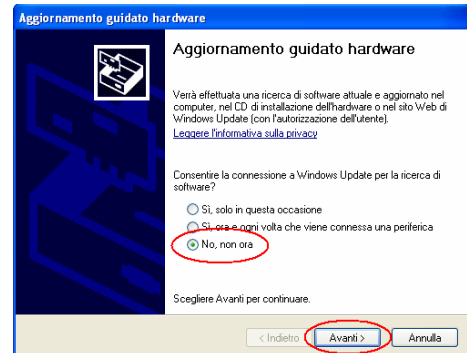 Aggiornamento guidato hardware
Aggiornamento guidato hardware
Verrà effettuata una ricerca di software attuale e aggiornato nel
computer, nel CD di installazione dell'hardware o nel sito Web di
Windows Update (con l'autorizzazione dell'utente).
Leggere l'informativa sulla privacy
Consentire la connessione a Windows Update per la ricerca di
software?
Sì, solo in questa occasione
Sì, ora e ogni volta che viene connessa una periferica
No, non ora
Scegliere Avanti per continuare.
< Indietro Avanti > Annulla